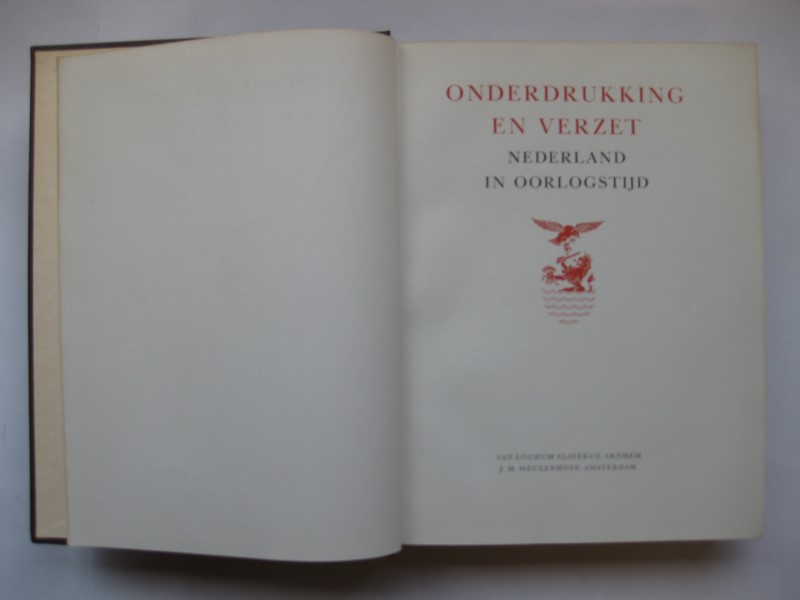 ONDERDRUKKING
EN VERZET
NEDERLAND
IN OORLOGSTIJD
VAN LOGHUM SLATERUS, ARNHEM
J. M. MEULENHOFF, AMSTERDAM